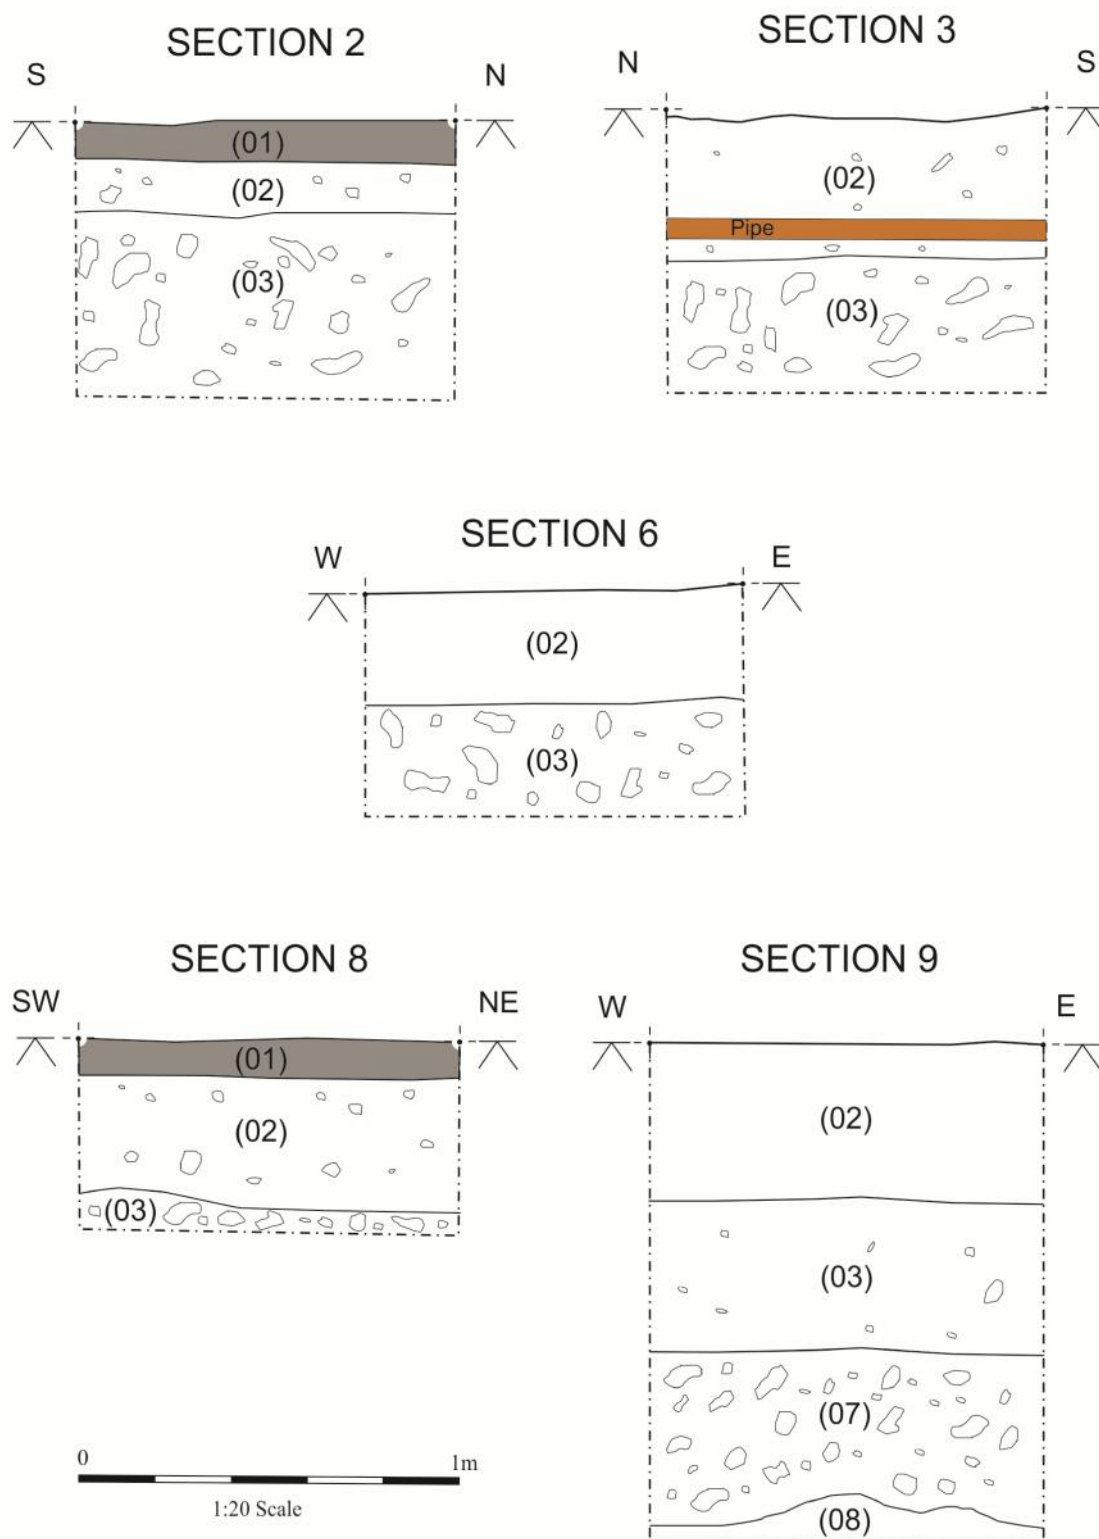 SECTION 2
S N
(01)
(02)
(03)
SECTION 3
N S
(02)
Pipe
(03)
SECTION 6
W E
(02)
(03)
SECTION 8
SW NE
(01)
(02)
(03)
SECTION 9
W E
(02)
(03)
(07)
(08)
0 1m
1:20 Scale